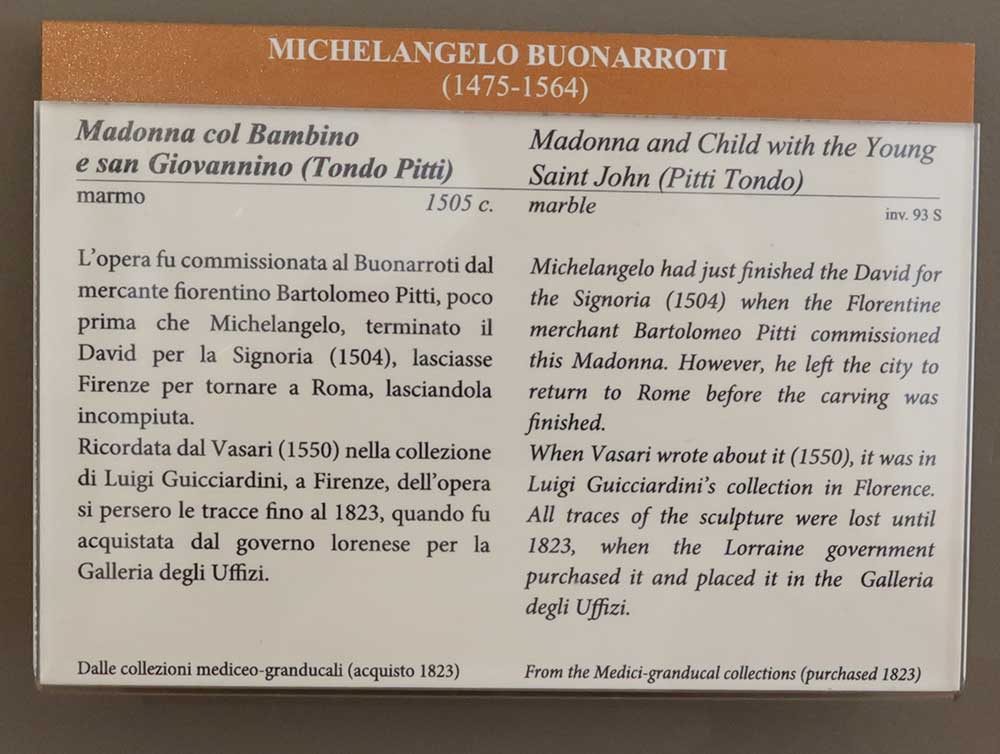 MICHELANGELO BUONARROTI
(1475-1564)
Madonna col Bambino
e san Giovannino (Tondo Pitti)
marmo
1505 c.
L'opera fu commissionata al Buonarroti dal
mercante fiorentino Bartolomeo Pitti, poco
prima che Michelangelo, terminato il
David per la Signoria (1504), lasciasse
Firenze per tornare a Roma, lasciandola
incompiuta.
Ricordata dal Vasari (1550) nella collezione
di Luigi Guicciardini, a Firenze, dell'opera
si persero le tracce fino al 1823, quando fu
acquistata dal governo lorenese per la
Galleria degli Uffizi.
Dalle collezioni mediceo-granducali (acquisto 1823)
Madonna and Child with the Young
Saint John (Pitti Tondo)
marble
inv. 93 S
Michelangelo had just finished the David for
the Signoria (1504) when the Florentine
merchant Bartolomeo Pitti commissioned
this Madonna. However, he left the city to
return to Rome before the carving was
finished.
When Vasari wrote about it (1550), it was in
Luigi Guicciardini's collection in Florence.
All traces of the sculpture were lost until
1823, when the Lorraine government
purchased it and placed it in the Galleria
degli Uffizi.
From the Medici-granducal collections (purchased 1823)